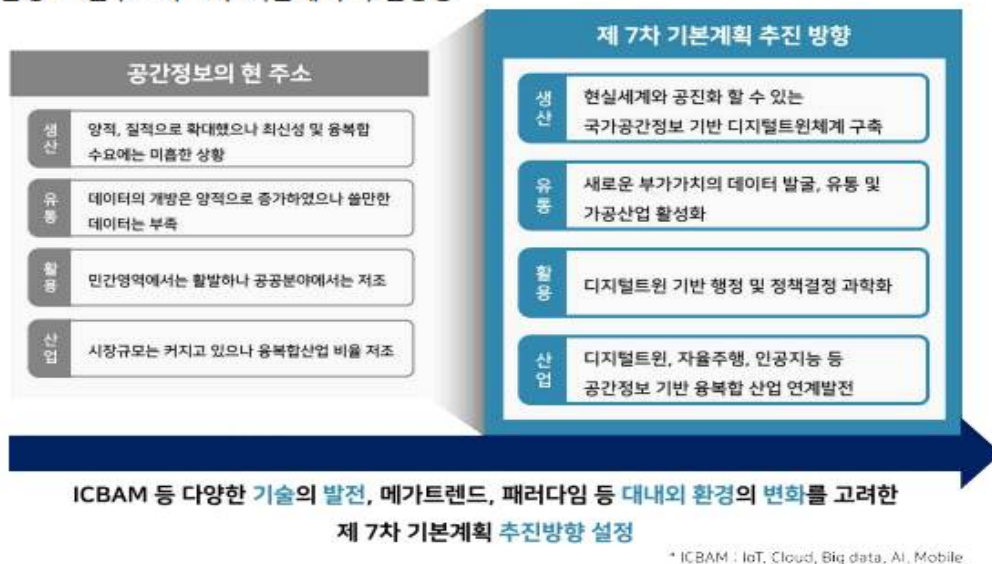 공간정보의 현 주소
생산
양적, 질적으로 확대했으나 최신성 및 융복합
수요에는 미흡한 상황
유통
데이터의 개방은 양적으로 증가하였으나 쓸만한
데이터는 부족
활용
민간영역에서는 활발하나 공공분야에서는 저조
산업
시장규모는 커지고 있으나 융복합산업 비율 저조
제 7차 기본계획 추진 방향
생산
현실세계와 공진화 할 수 있는
국가공간정보 기반 디지털트윈체계 구축
유통
새로운 부가가치의 데이터 발굴, 유통 및
가공산업 활성화
활용
디지털트윈 기반 행정 및 정책결정 과학화
산업
디지털트윈, 자율주행, 인공지능 등
공간정보 기반 융복합 산업 연계발전
ICBAM 등 다양한 기술의 발전, 메가트렌드, 패러다임 등 대내외 환경의 변화를 고려한
제 7차 기본계획 추진방향 설정
* ICBAM : IoT, Cloud, Big data, AI, Mobile